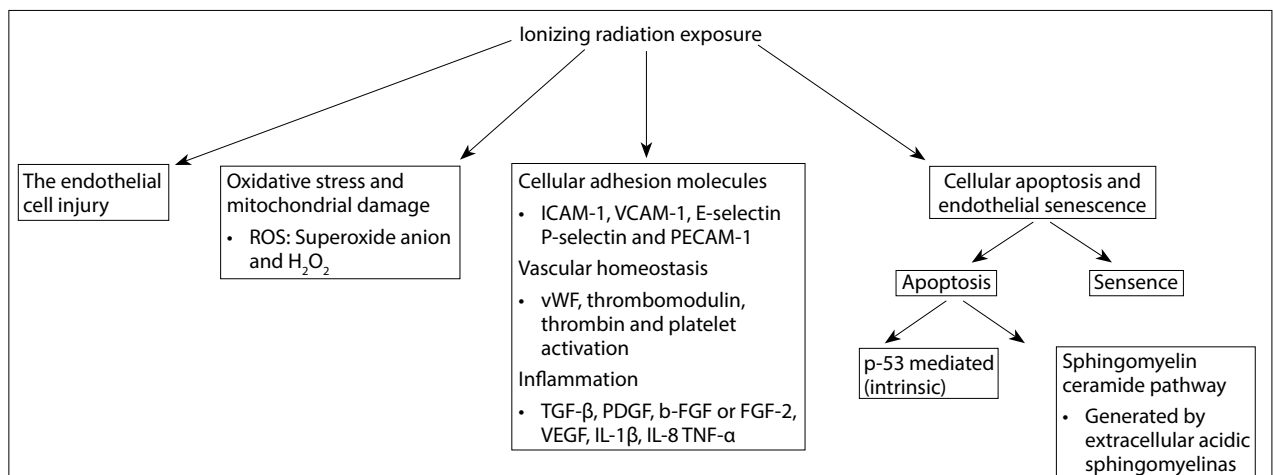 Ionizing radiation exposure
The endothelial
cell injury
Oxidative stress and
mitochondrial damage
• ROS: Superoxide anion
and H₂O₂
Cellular adhesion molecules
• ICAM-1, VCAM-1, E-selectin
P-selectin and PECAM-1
Vascular homeostasis
• vWF, thrombomodulin,
thrombin and platelet
activation
Inflammation
• TGF-β, PDGF, b-FGF or FGF-2,
VEGF, IL-1β, IL-8 TNF-α
Cellular apoptosis and
endothelial senescence
Apoptosis
Sensence
p-53 mediated
(intrinsic)
Sphingomyelin
ceramide pathway
• Generated by
extracellular acidic
sphingomyelinas